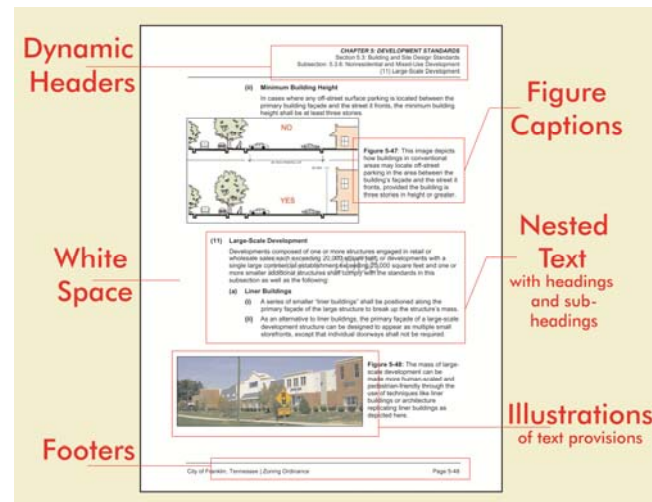 Dynamic
Headers
CHAPTER 5: DEVELOPMENT STANDARDS
Section 5.3: Building and Site Design Standards
Subsection: 5.3.6: Nonresidential and Mixed-Use Development
(11) Large-Scale Development
(ii) Minimum Building Height
In cases where any off-street surface parking is located between the
primary building façade and the street it fronts, the minimum building
height shall be at least three stories.
NO
YES
Figure 5-47: This image depicts
how buildings in conventional
areas may locate off-street
parking in the area between the
building's façade and the street it
fronts, provided the building is
three stories in height or greater.
Figure
Captions
(11) Large-Scale Development
Developments composed of one or more structures engaged in retail or
wholesale sales each exceeding 20,000 square feet, or developments with a
single large commercial establishment exceeding 20,000 square feet and one or
more smaller additional structures shall comply with the standards in this
subsection as well as the following:
(a) Liner Buildings
(i) A series of smaller "liner buildings" shall be positioned along the
primary façade of the large structure to break up the structure's mass.
(ii) As an alternative to liner buildings, the primary façade of a large-scale
development structure can be designed to appear as multiple small
storefronts, except that individual doorways shall not be required.
White
Space
Nested
Text
with headings
and sub-
headings
Figure 5-48: The mass of large-
scale development can be
made more human-scaled and
pedestrian-friendly through the
use of techniques like liner
buildings or architecture
replicating liner buildings as
depicted here.
Illustrations
of text provisions
Footers
City of Franklin, Tennessee | Zoning Ordinance
Page 5-48